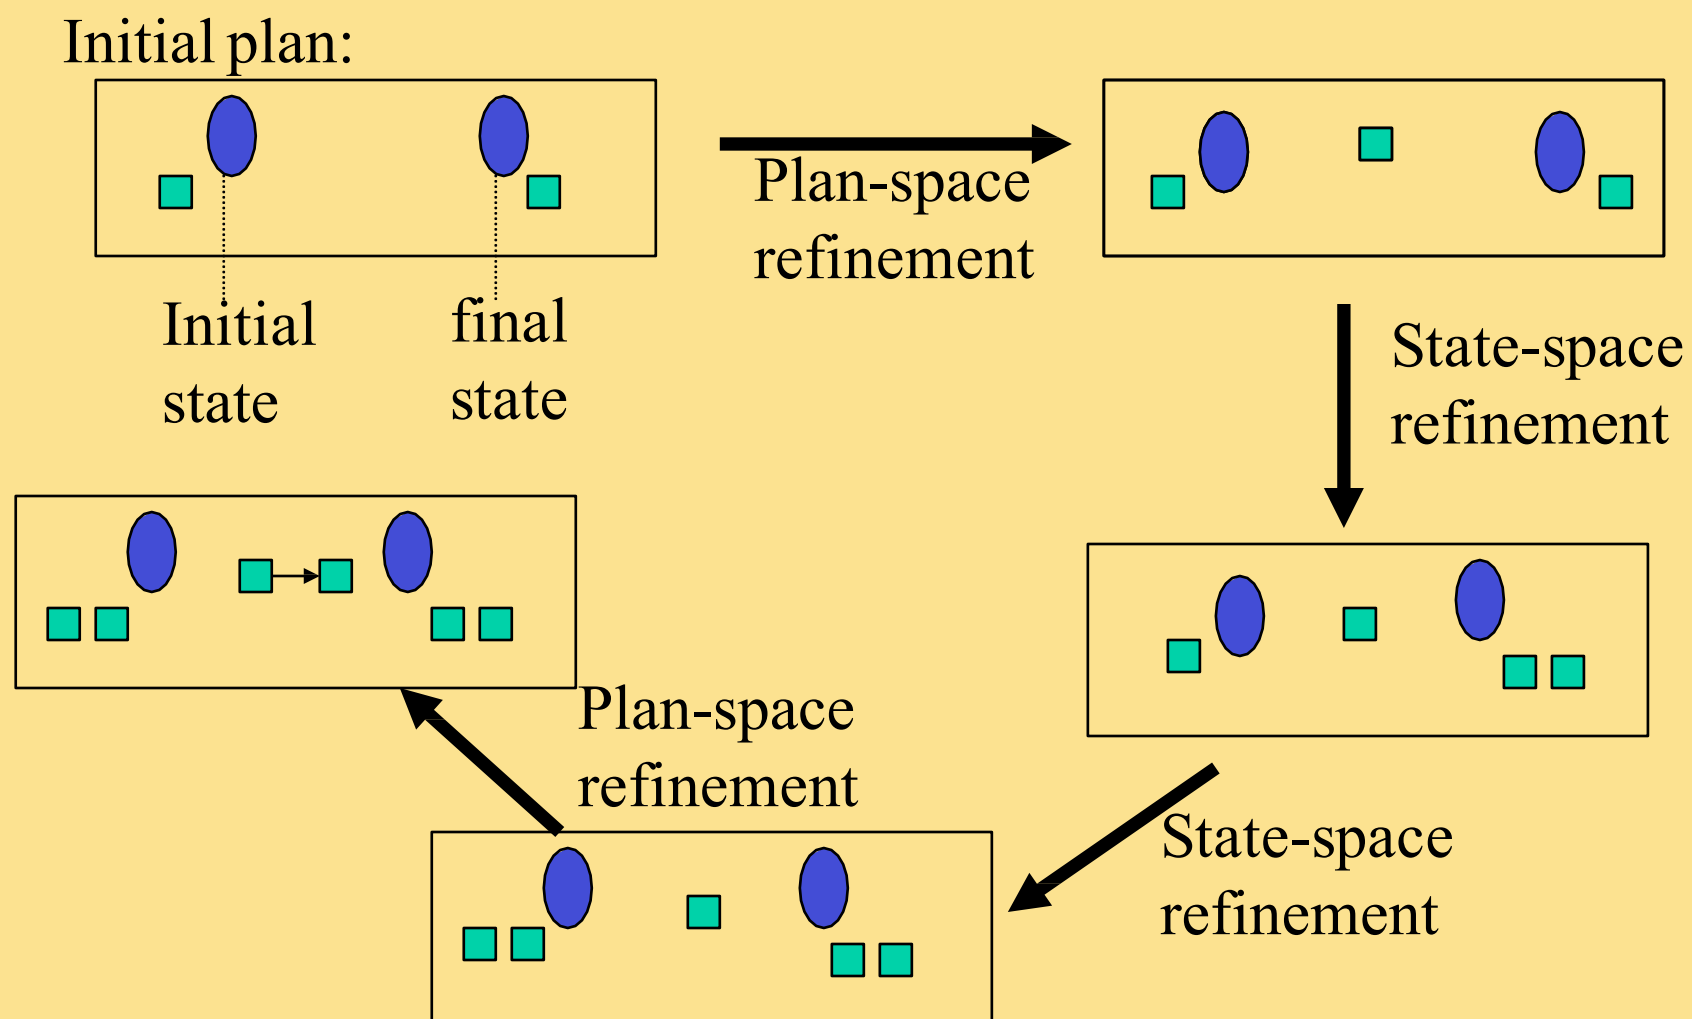 Initial plan:
Initial
state
final
state
Plan-space
refinement
State-space
refinement
State-space
refinement
Plan-space
refinement